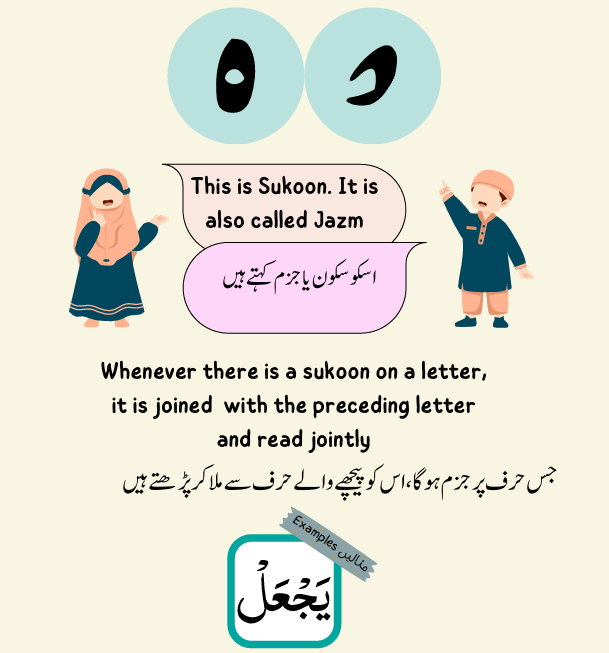 This is Sukoon. It is
also called Jazm
اسکو سکون یا جزم کہتے ہیں
Whenever there is a sukoon on a letter,
it is joined with the preceding letter
and read jointly
جس حرف پر جزم ہوگا،اس کو پیچھے والے حرف سے ملا کر پڑھتے ہیں
Examples مثالیں
يَجْعَلْ